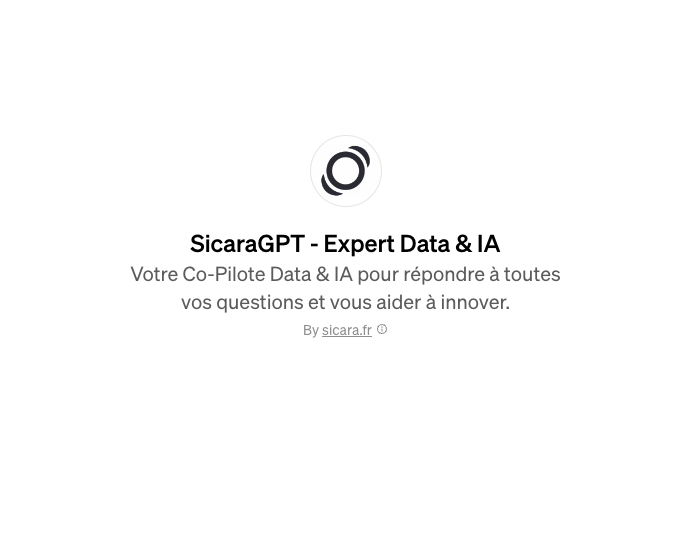 SicaraGPT - Expert Data & IA
Votre Co-Pilote Data & IA pour répondre à toutes
vos questions et vous aider à innover.
By sicara.fr